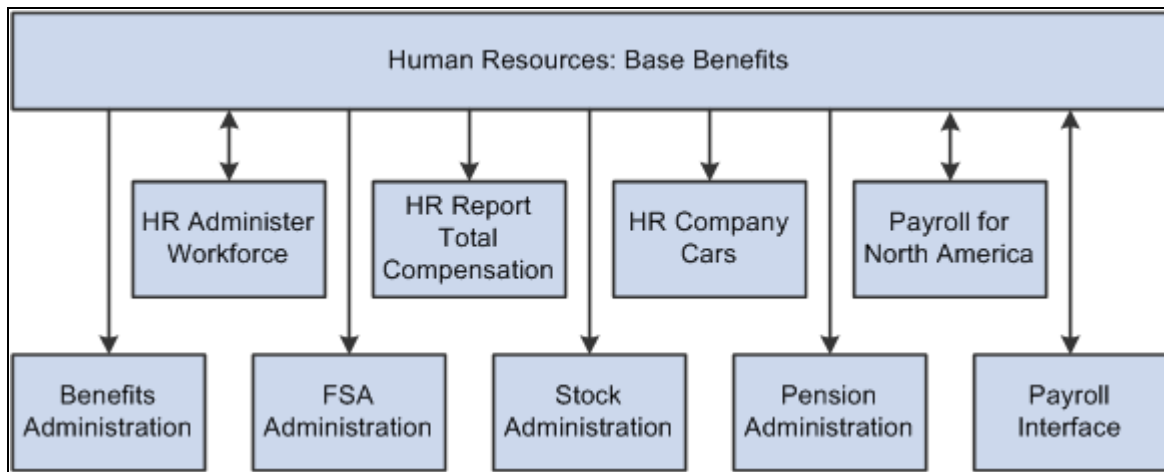 Human Resources: Base Benefits
HR Administer
Workforce
HR Report
Total
Compensation
HR Company
Cars
Payroll for
North America
Benefits
Administration
FSA
Administration
Stock
Administration
Pension
Administration
Payroll
Interface